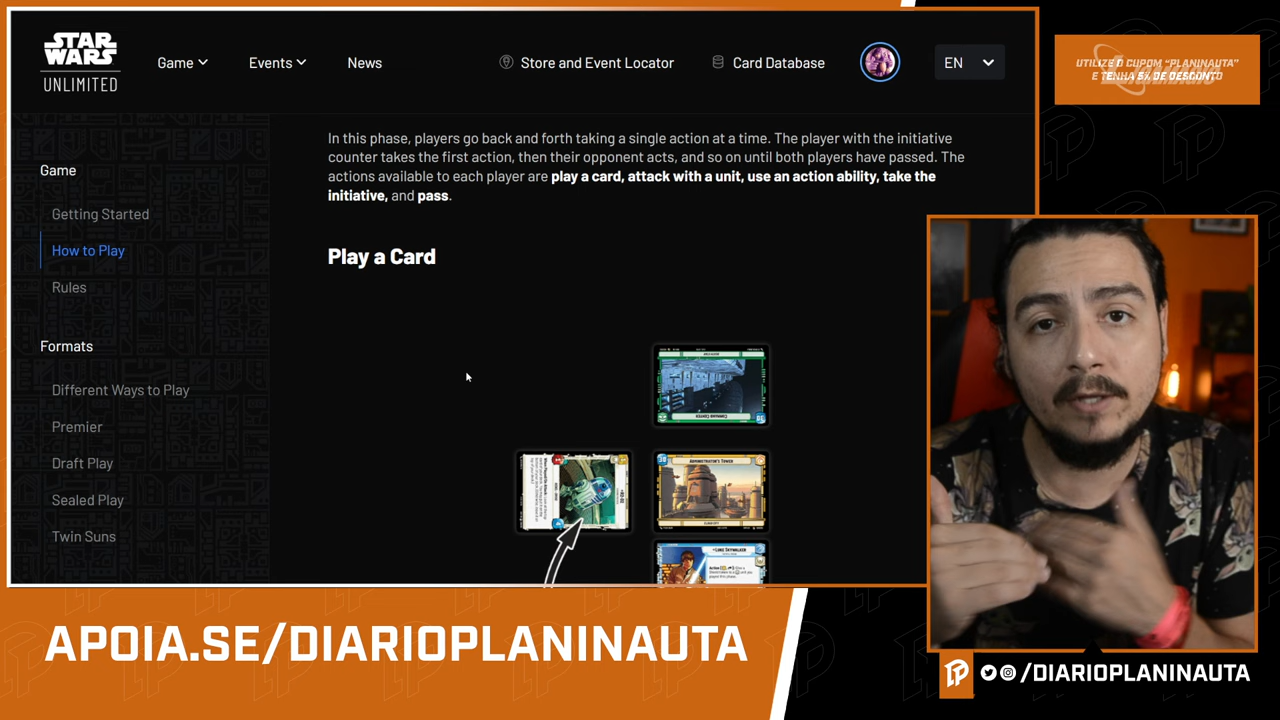 STAR
WARS
UNLIMITED
Game
Events
News
Store and Event Locator
Card Database
EN
UTILIZE O CUPOM “PLANINAUTA”
E TENHA 5% DE DESCONTO
Game
Getting Started
How to Play
Rules
Formats
Different Ways to Play
Premier
Draft Play
Sealed Play
Twin Suns
In this phase, players go back and forth taking a single action at a time. The player with the initiative
counter takes the first action, then their opponent acts, and so on until both players have passed. The
actions available to each player are play a card, attack with a unit, use an action ability, take the
initiative, and pass.
Play a Card
COMMAND CENTER
ADMINISTRATOR'S TOWER
CLOUD CITY
LUKE SKYWALKER
APOIA.SE/DIARIOPLANINAUTA
/DIARIOPLANINAUTA